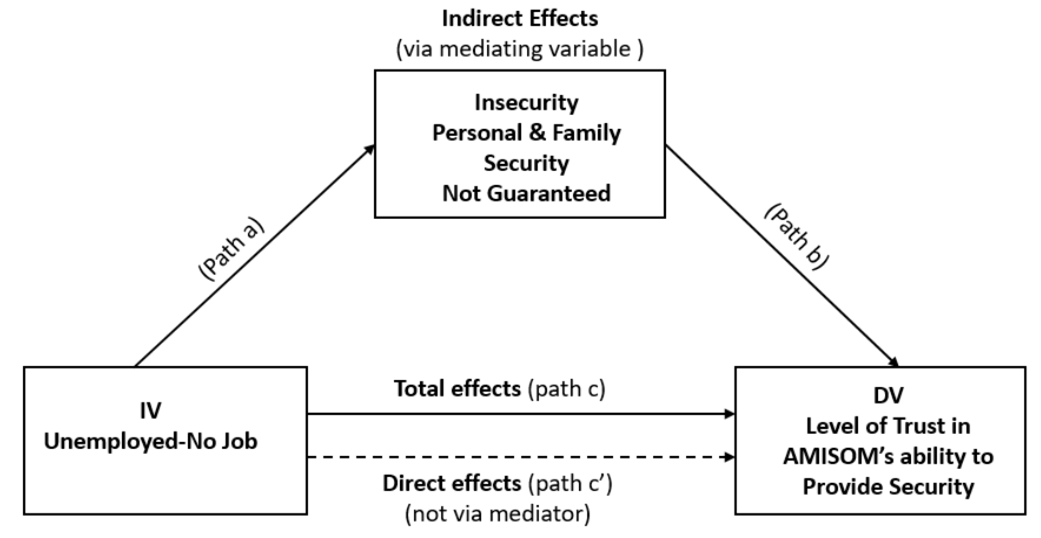 Indirect Effects
(via mediating variable )
Insecurity
Personal & Family
Security
Not Guaranteed
(Path a)
(Path b)
IV
Unemployed-No Job
Total effects (path c)
Direct effects (path c’)
(not via mediator)
DV
Level of Trust in
AMISOM’s ability to
Provide Security